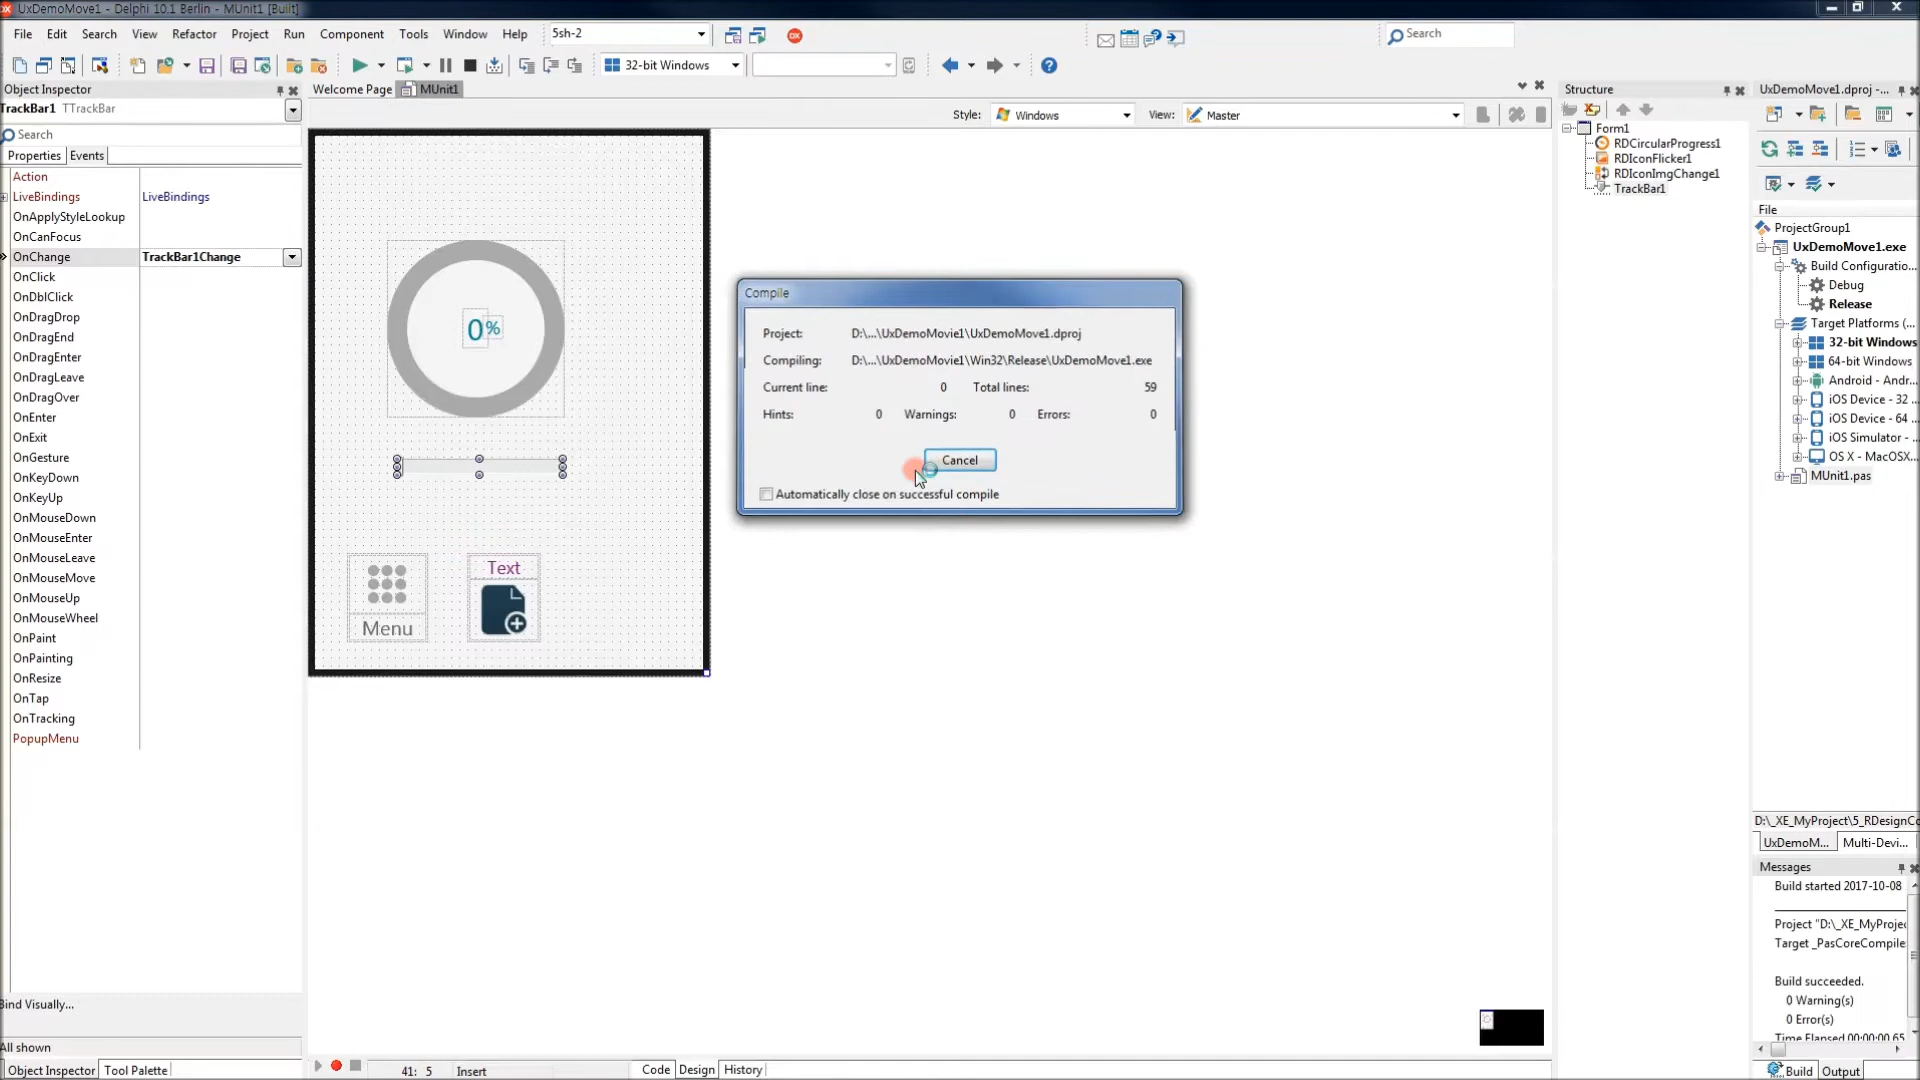 UxDemoMove1 - Delphi 10.1 Berlin - MUnit1 [Built]
File Edit Search View Refactor Project Run Component Tools Window Help 5sh-2 Search
32-bit Windows
Object Inspector
TrackBar1 TTrackBar
Search
Properties Events
Action
LiveBindings LiveBindings
OnApplyStyleLookup
OnCanFocus
OnChange TrackBar1Change
OnClick
OnDblClick
OnDragDrop
OnDragEnd
OnDragEnter
OnDragLeave
OnDragOver
OnEnter
OnExit
OnGesture
OnKeyDown
OnKeyUp
OnMouseDown
OnMouseEnter
OnMouseLeave
OnMouseMove
OnMouseUp
OnMouseWheel
OnPaint
OnPainting
OnResize
OnTap
OnTracking
PopupMenu
Bind Visually...
All shown
Object Inspector Tool Palette
Welcome Page MUnit1
Style: Windows View: Master
0%
Menu
Text
Compile
Project: D:\...\UxDemoMovie1\UxDemoMove1.dproj
Compiling: D:\...\UxDemoMovie1\Win32\Release\UxDemoMove1.exe
Current line: 0 Total lines: 59
Hints: 0 Warnings: 0 Errors: 0
Cancel
Automatically close on successful compile
41: 5 Insert Code Design History
Structure
Form1
RDCircularProgress1
RDIconFlicker1
RDIconImgChange1
TrackBar1
UxDemoMove1.dproj -...
File
ProjectGroup1
UxDemoMove1.exe
Build Configuratio...
Debug
Release
Target Platforms (...
32-bit Windows
64-bit Windows
Android - Andr...
iOS Device - 32 ...
iOS Device - 64 ...
iOS Simulator - ...
OS X - MacOSX...
MUnit1.pas
D:\_XE_MyProject\5_RDesignCo
UxDemoM... Multi-Devi...
Messages
Build started 2017-10-08
Project "D:\_XE_MyProjec
Target _PasCoreCompile
Build succeeded.
0 Warning(s)
0 Error(s)
Time Elapsed 00:00:00.65
Build Output